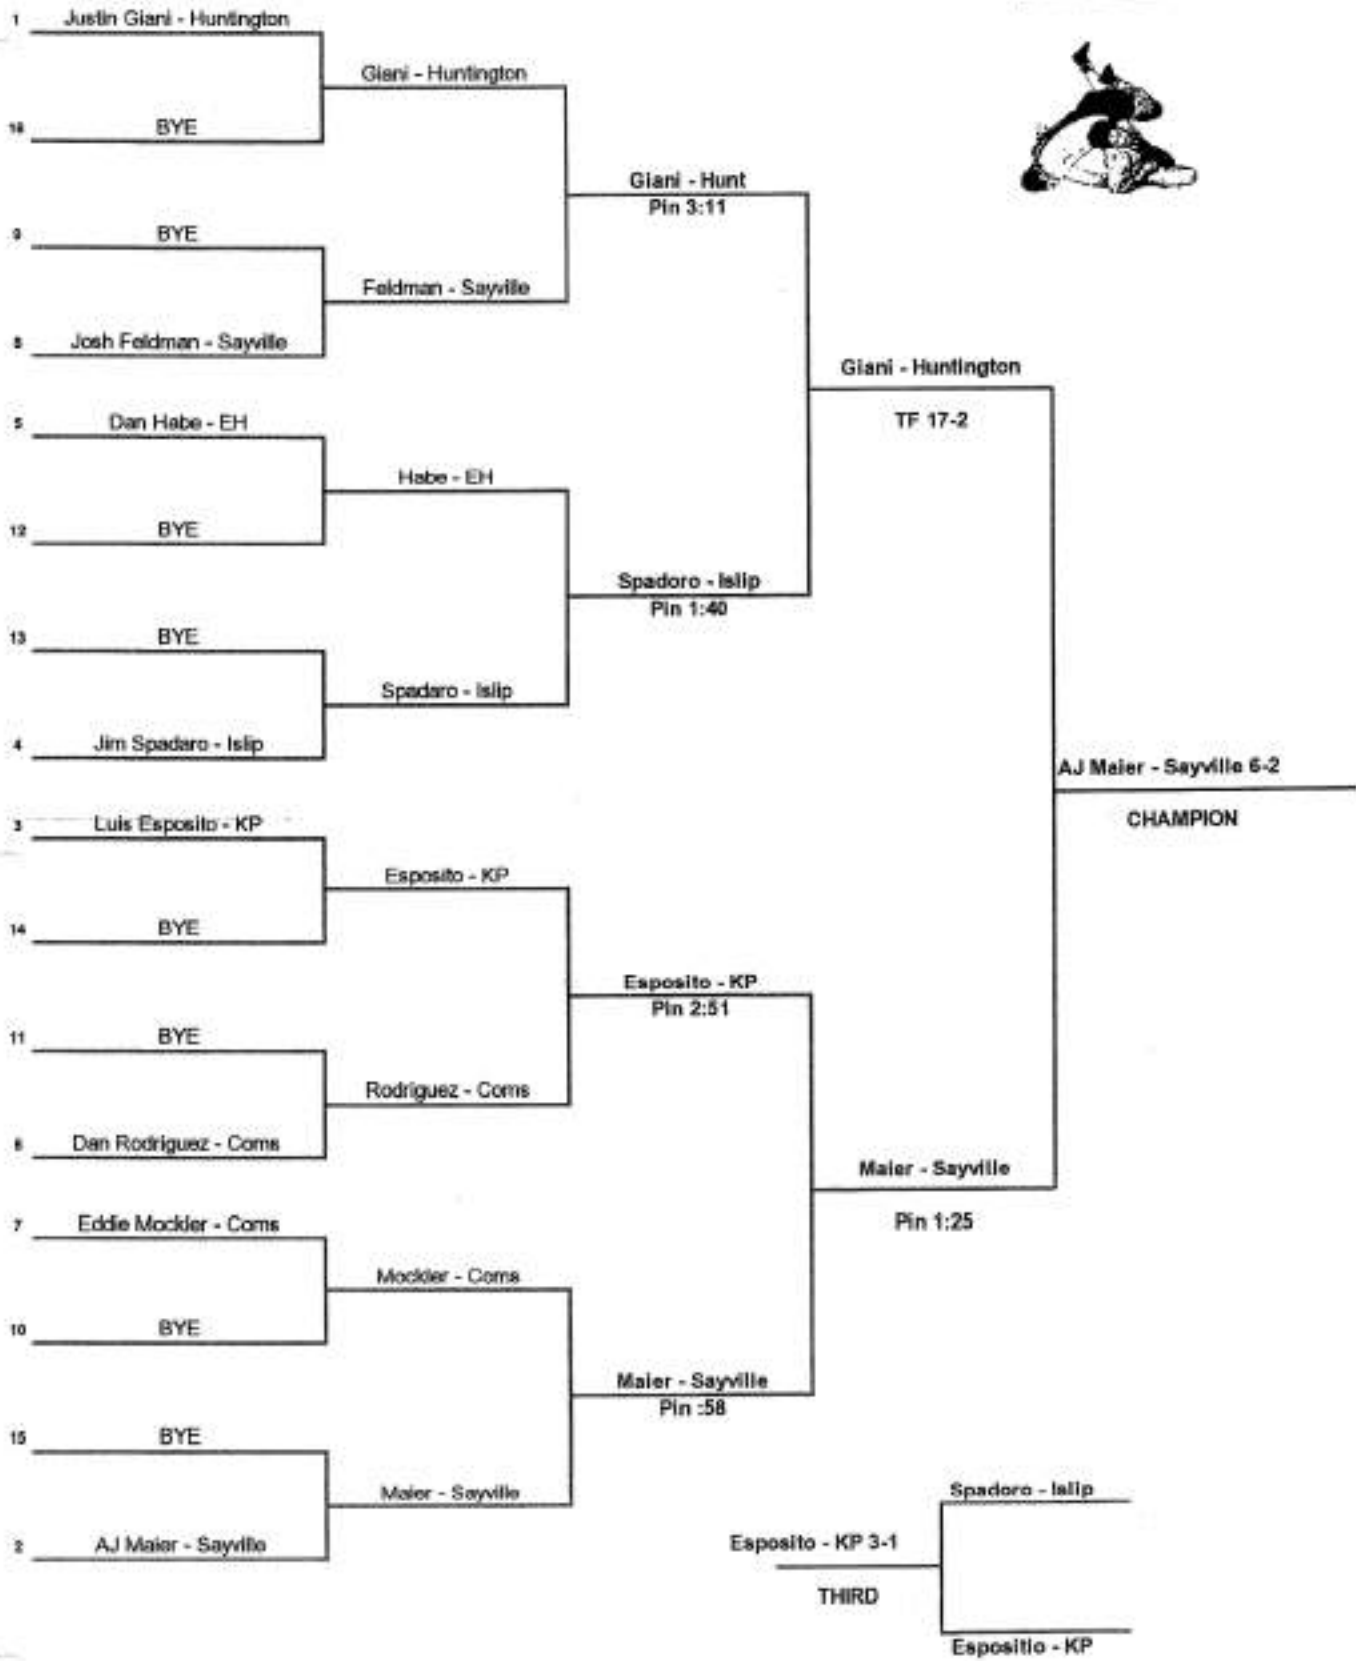 1 Justin Giani - Huntington
Giani - Huntington
16 BYE
Giani - Hunt
Pin 3:11
9 BYE
Feldman - Sayville
8 Josh Feldman - Sayville
Giani - Huntington
TF 17-2
5 Dan Habe - EH
Habe - EH
12 BYE
Spadoro - Islip
Pin 1:40
13 BYE
Spadaro - Islip
4 Jim Spadaro - Islip
AJ Maier - Sayville 6-2
CHAMPION
3 Luis Esposito - KP
Esposito - KP
14 BYE
Esposito - KP
Pin 2:51
11 BYE
Rodriguez - Coms
6 Dan Rodriguez - Coms
Maier - Sayville
Pin 1:25
7 Eddie Mockler - Coms
Mockler - Coms
10 BYE
Maier - Sayville
Pin :58
15 BYE
Maier - Sayville
2 AJ Maier - Sayville
Spadoro - Islip
Esposito - KP 3-1
THIRD
Espositio - KP